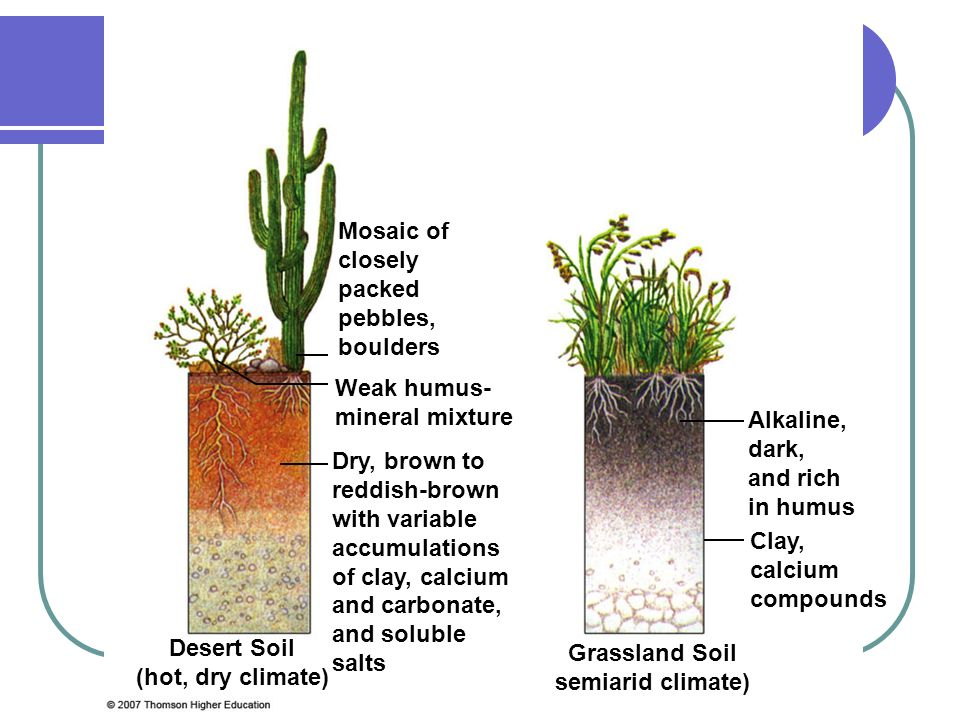 Mosaic of
closely
packed
pebbles,
boulders
Weak humus-
mineral mixture
Dry, brown to
reddish-brown
with variable
accumulations
of clay, calcium
and carbonate,
and soluble
salts
Desert Soil
(hot, dry climate)
Alkaline,
dark,
and rich
in humus
Clay,
calcium
compounds
Grassland Soil
semiarid climate)
© 2007 Thomson Higher Education